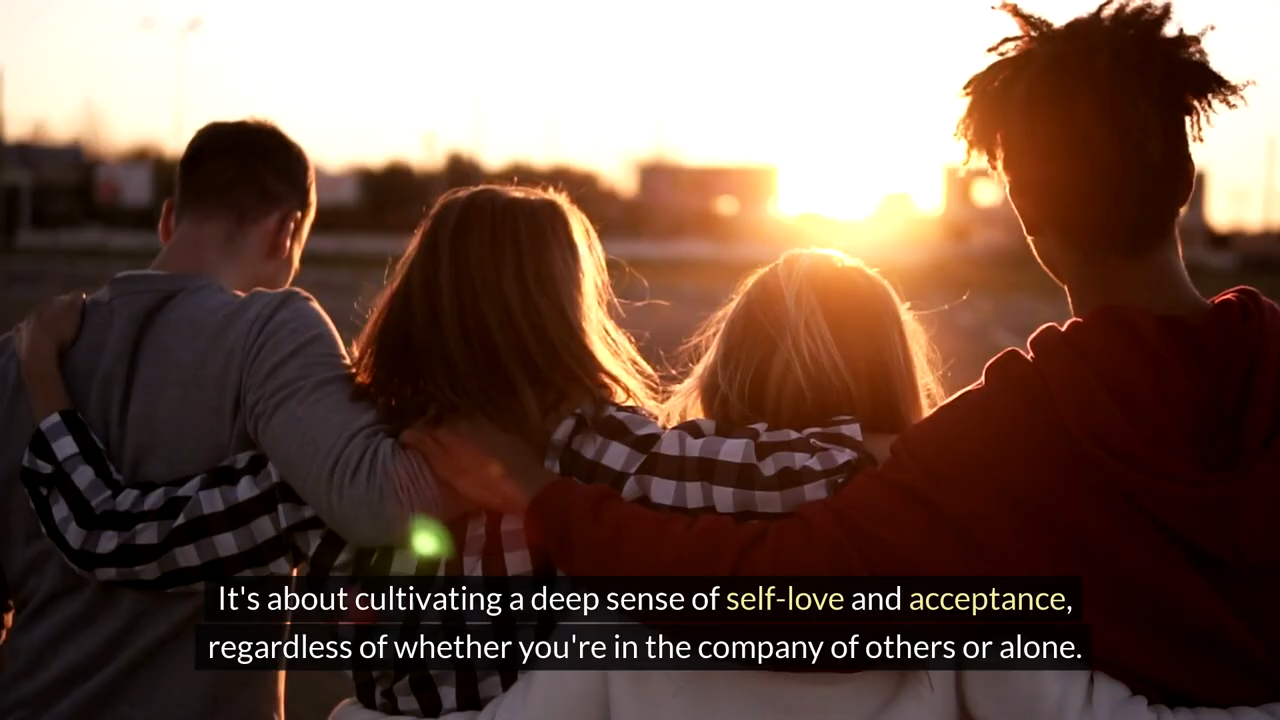 It's about cultivating a deep sense of self-love and acceptance,
regardless of whether you're in the company of others or alone.